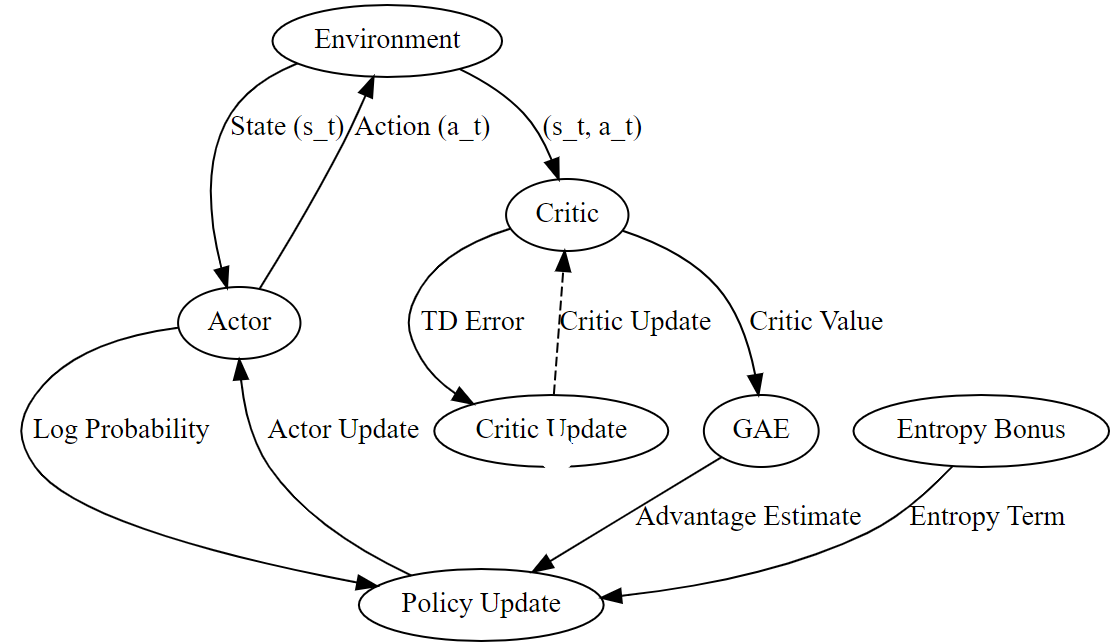 Environment
State (s_t)
Action (a_t)
(s_t, a_t)
Critic
Actor
TD Error
Critic Update
Critic Value
Log Probability
Actor Update
Critic Update
GAE
Entropy Bonus
Advantage Estimate
Entropy Term
Policy Update